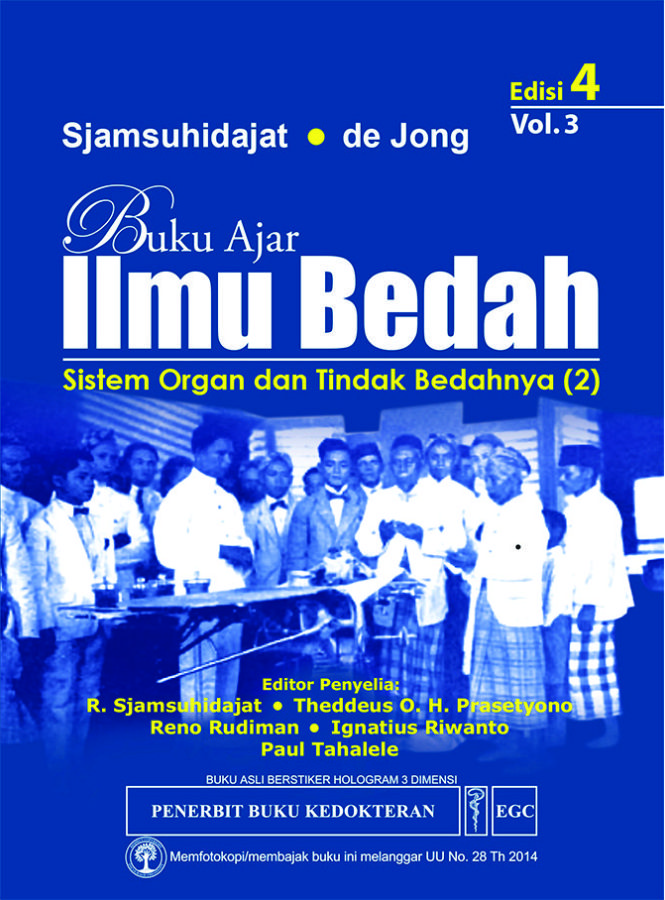 Edisi 4
Vol. 3
Sjamsuhidajat • de Jong
Buku Ajar
Ilmu Bedah
Sistem Organ dan Tindak Bedahnya (2)
Editor Penyelia:
R. Sjamsuhidajat • Theddeus O. H. Prasetyono
Reno Rudiman • Ignatius Riwanto
Paul Tahalele
BUKU ASLI BERSTIKER HOLOGRAM 3 DIMENSI
PENERBIT BUKU KEDOKTERAN EGC
Memfotokopi/membajak buku ini melanggar UU No. 28 Th 2014